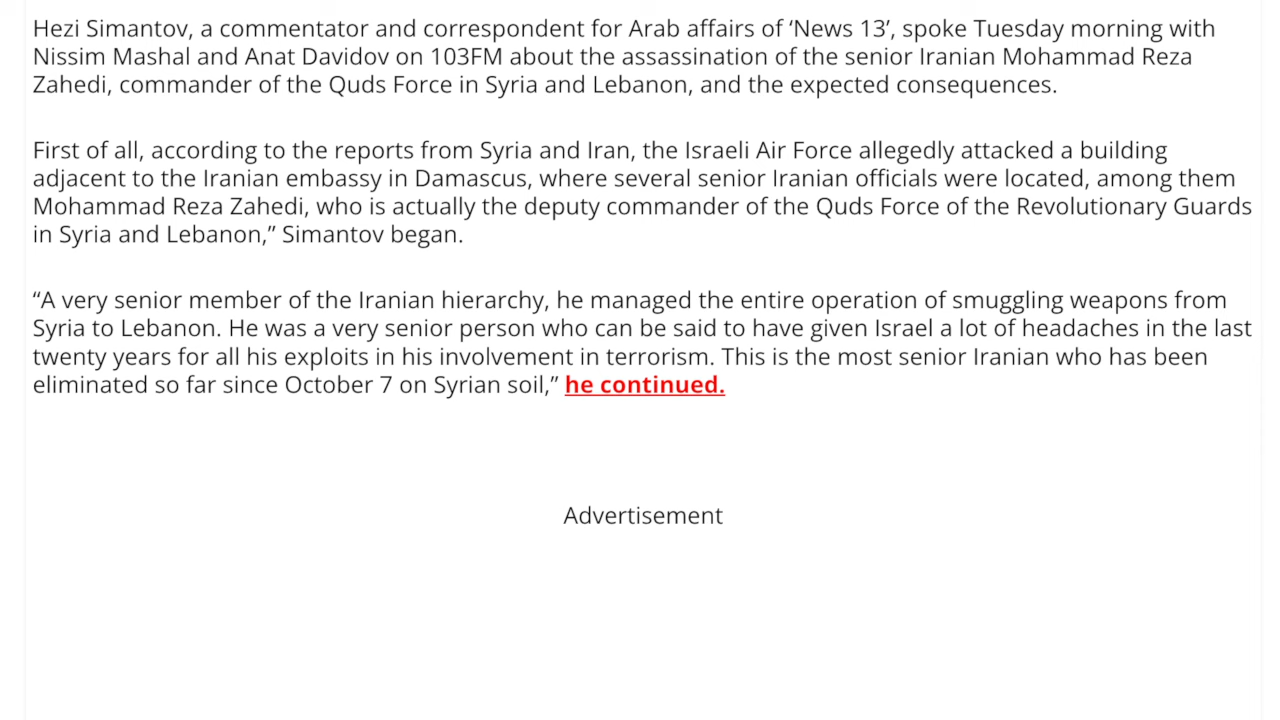 Hezi Simantov, a commentator and correspondent for Arab affairs of ‘News 13’, spoke Tuesday morning with
Nissim Mashal and Anat Davidov on 103FM about the assassination of the senior Iranian Mohammad Reza
Zahedi, commander of the Quds Force in Syria and Lebanon, and the expected consequences.
First of all, according to the reports from Syria and Iran, the Israeli Air Force allegedly attacked a building
adjacent to the Iranian embassy in Damascus, where several senior Iranian officials were located, among them
Mohammad Reza Zahedi, who is actually the deputy commander of the Quds Force of the Revolutionary Guards
in Syria and Lebanon,” Simantov began.
“A very senior member of the Iranian hierarchy, he managed the entire operation of smuggling weapons from
Syria to Lebanon. He was a very senior person who can be said to have given Israel a lot of headaches in the last
twenty years for all his exploits in his involvement in terrorism. This is the most senior Iranian who has been
eliminated so far since October 7 on Syrian soil,” he continued.
Advertisement